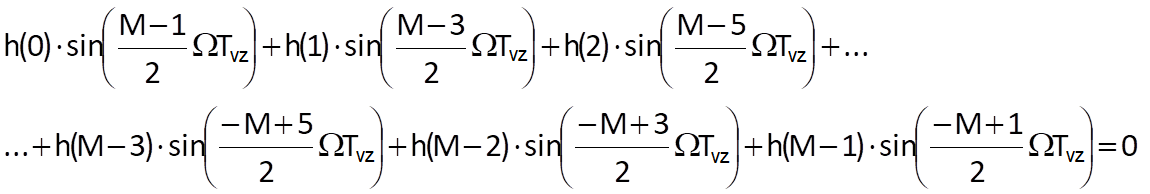 h(0)·sin(M−1/2 ΩT_vz)+h(1)·sin(M−3/2 ΩT_vz)+h(2)·sin(M−5/2 ΩT_vz)+...
...+h(M−3)·sin(−M+5/2 ΩT_vz)+h(M−2)·sin(−M+3/2 ΩT_vz)+h(M−1)·sin(−M+1/2 ΩT_vz)=0